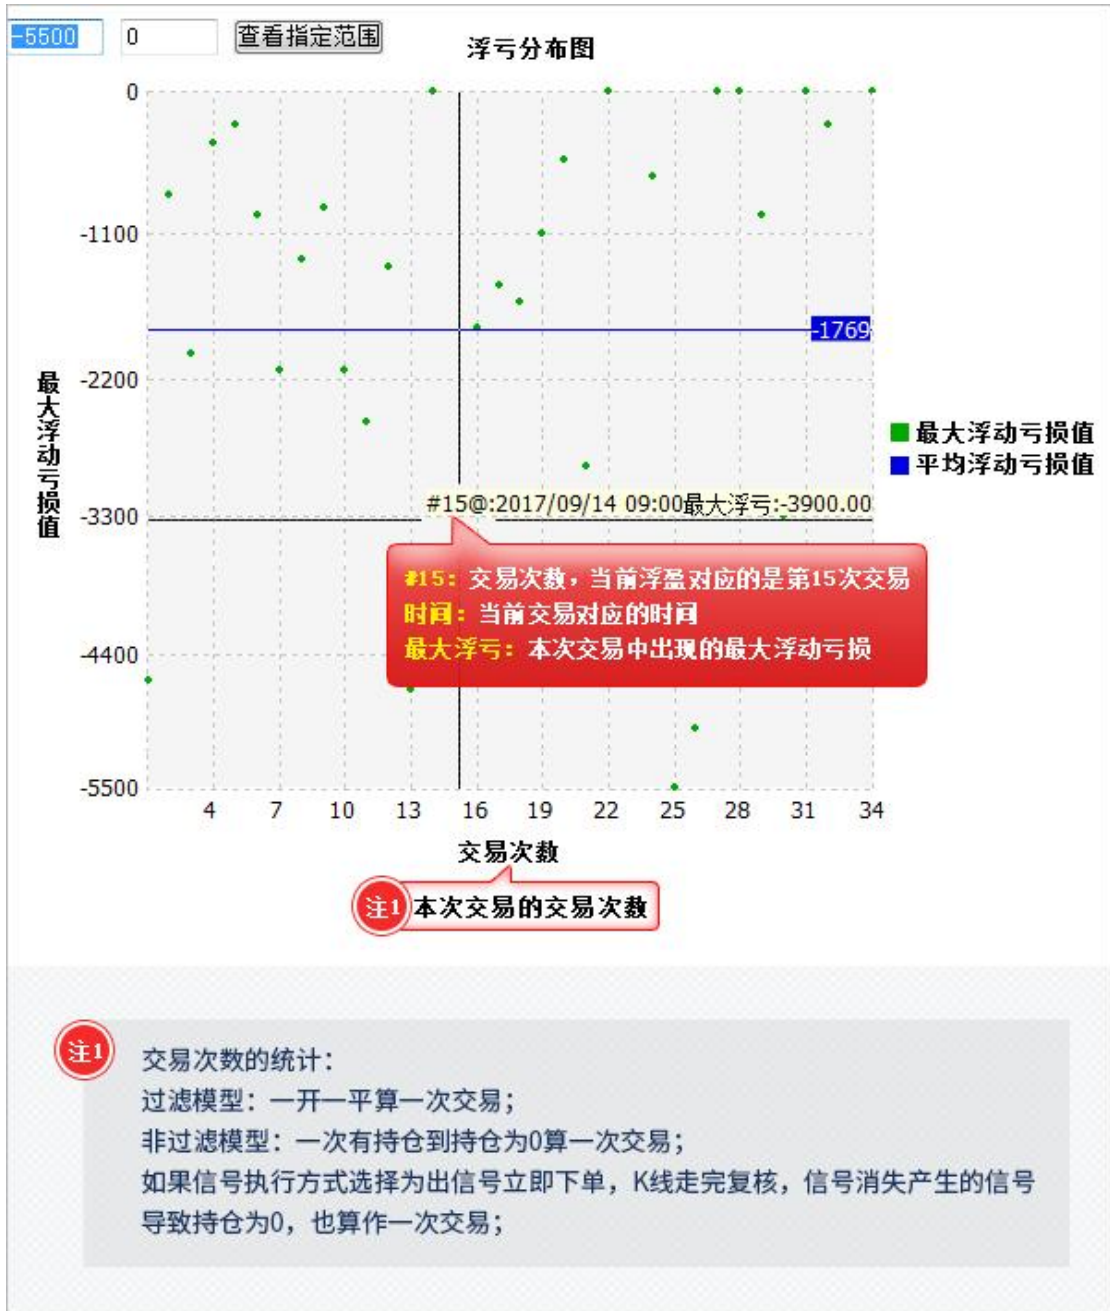 -5500 0 查看指定范围
浮亏分布图
0
-1100
-1769
-2200
-3300
-4400
-5500
最大浮动亏损值
最大浮动亏损值
平均浮动亏损值
#15@:2017/09/14 09:00最大浮亏:-3900.00
#15：交易次数，当前浮盈对应的是第15次交易
时间：当前交易对应的时间
最大浮亏：本次交易中出现的最大浮动亏损
4 7 10 13 16 19 22 25 28 31 34
交易次数
注1 本次交易的交易次数
注1
交易次数的统计：
过滤模型：一开一平算一次交易；
非过滤模型：一次有持仓到持仓为0算一次交易；
如果信号执行方式选择为出信号立即下单，K线走完复核，信号消失产生的信号
导致持仓为0，也算作一次交易；